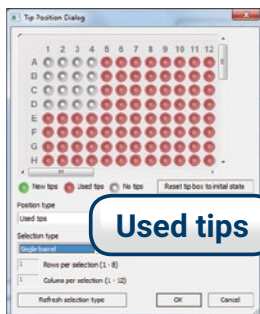 Tip Position Dialog
1 2 3 4 5 6 7 8 9 10 11 12
A
B
C
D
E
F
G
H
New tips Used tips No tips Reset tip box to initial state
Position type
Used tips
Used tips
Selection type
Single barrel
1 Rows per selection (1 - 8)
1 Column per selection (1 - 12)
Refresh selection type OK Cancel